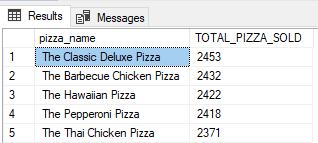 Results Messages
pizza_name TOTAL_PIZZA_SOLD
1 The Classic Deluxe Pizza 2453
2 The Barbecue Chicken Pizza 2432
3 The Hawaiian Pizza 2422
4 The Pepperoni Pizza 2418
5 The Thai Chicken Pizza 2371